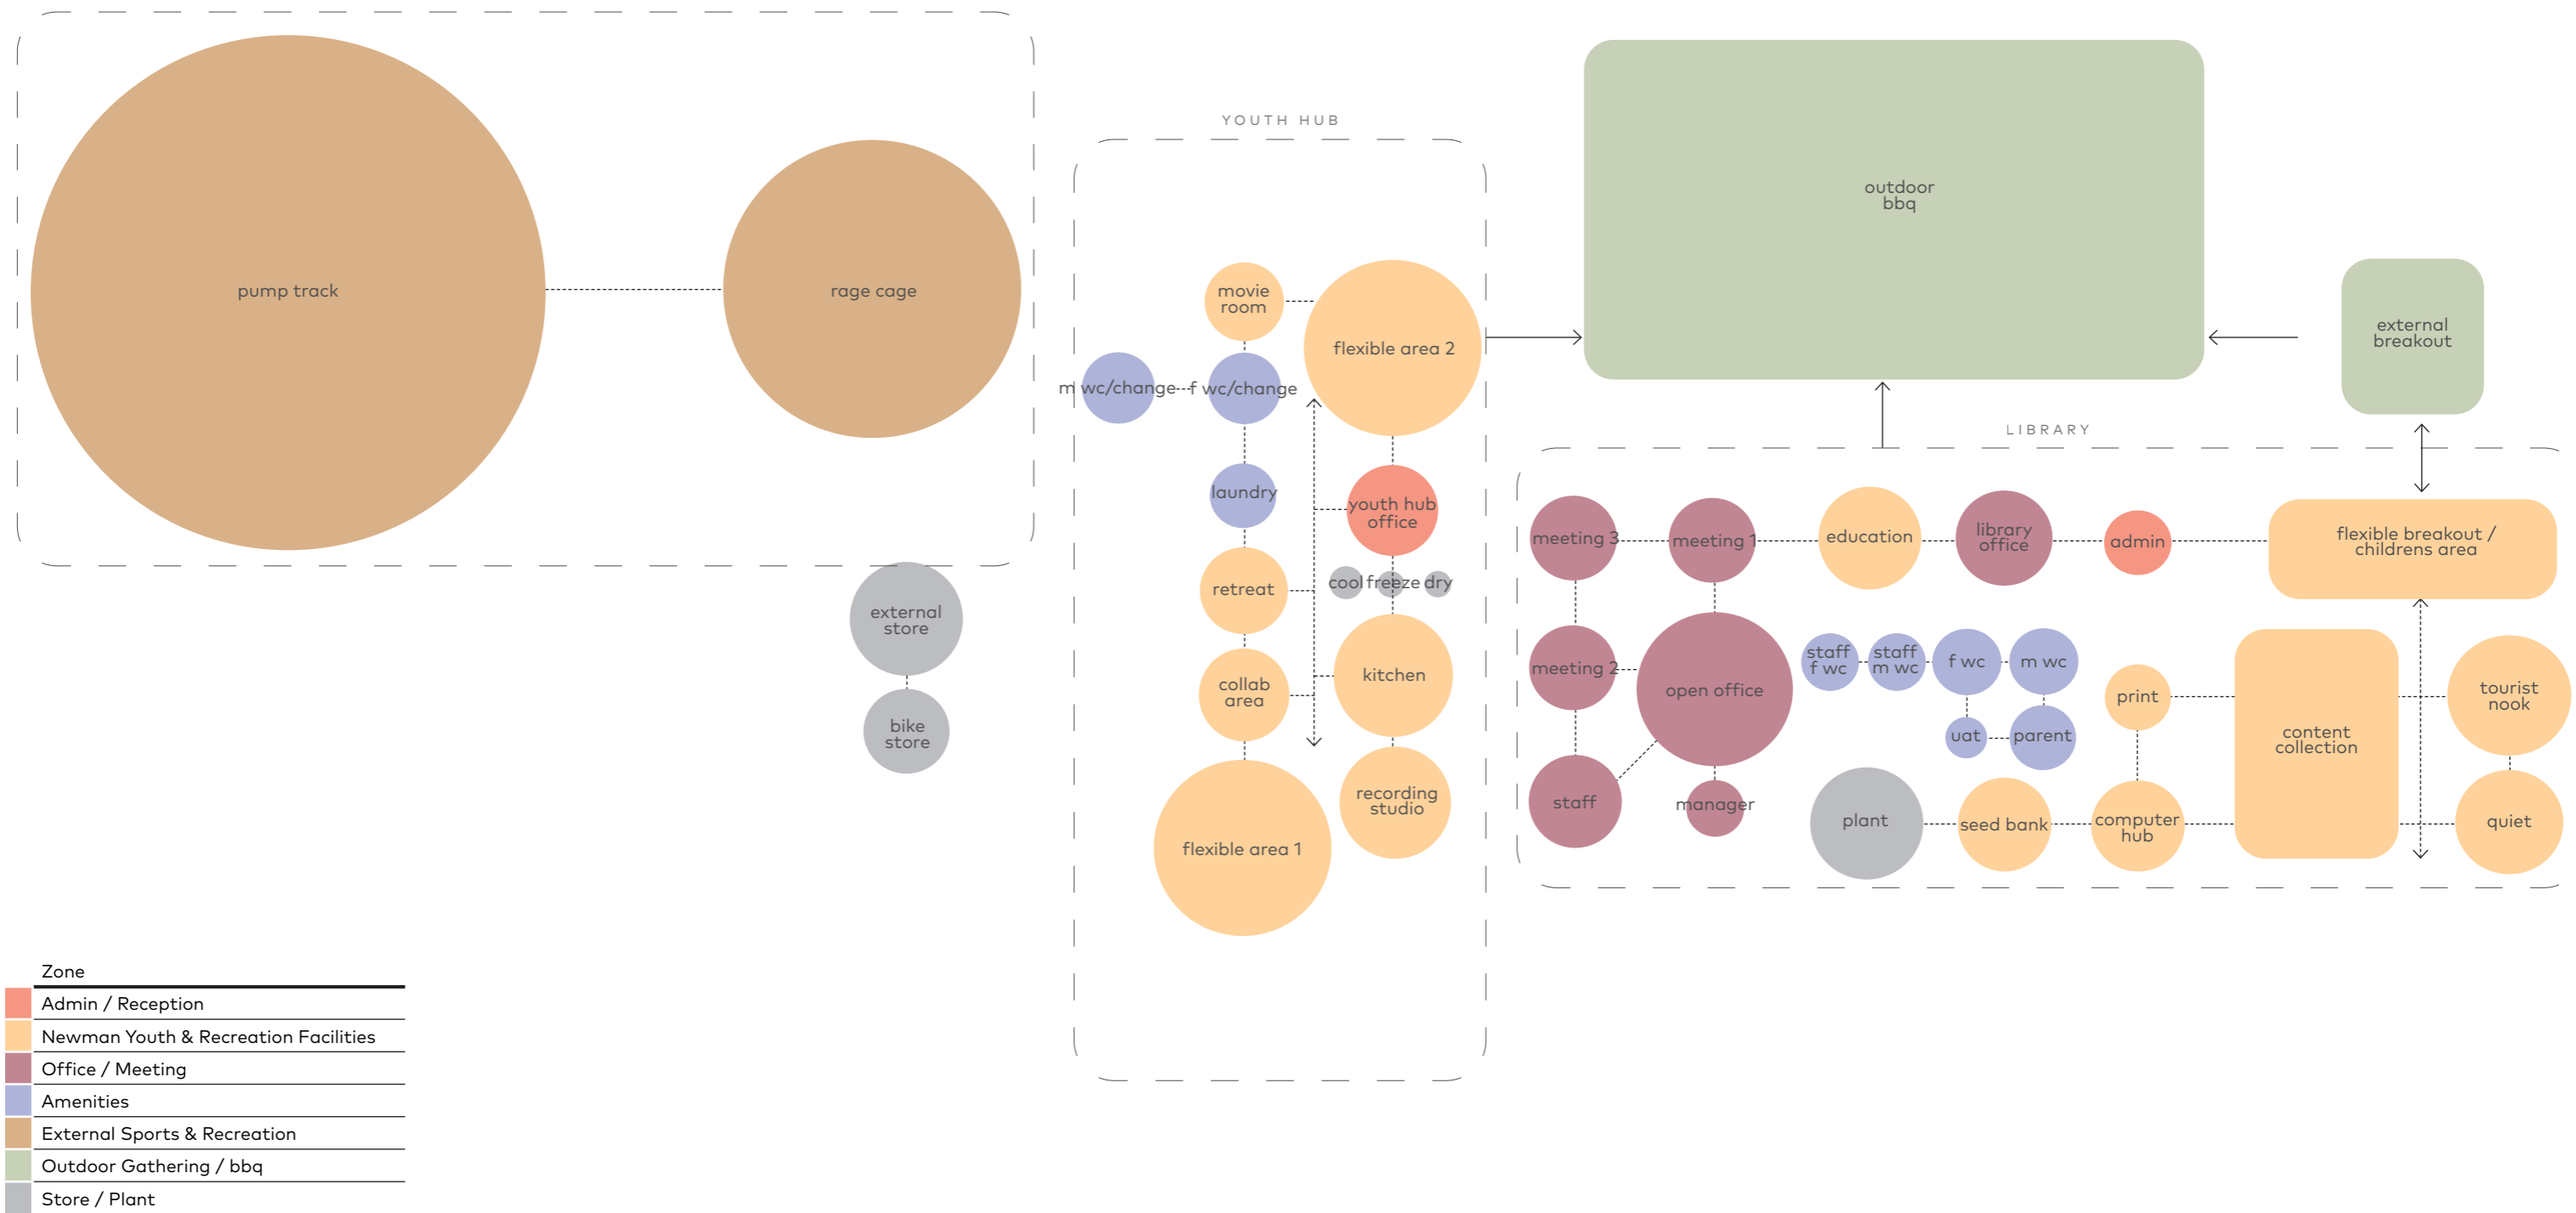 pump track
rage cage
external
store
bike
store
YOUTH HUB
movie
room
flexible area 2
m wc/change
f wc/change
laundry
youth hub
office
retreat
cool
freeze
dry
collab
area
kitchen
flexible area 1
recording
studio
outdoor
bbq
external
breakout
LIBRARY
meeting 3
meeting 1
education
library
office
admin
flexible breakout /
childrens area
meeting 2
open office
staff
f wc
staff
m wc
f wc
m wc
uat
parent
print
content
collection
tourist
nook
staff
manager
plant
seed bank
computer
hub
quiet
Zone
Admin / Reception
Newman Youth & Recreation Facilities
Office / Meeting
Amenities
External Sports & Recreation
Outdoor Gathering / bbq
Store / Plant